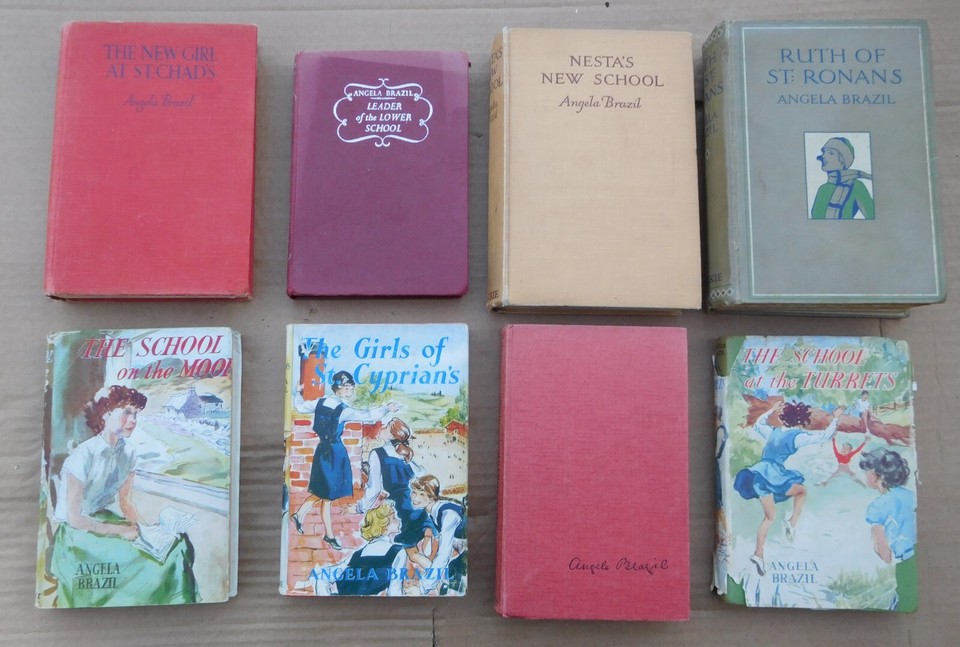 THE NEW GIRL
AT ST. CHAD'S
Angela Brazil
ANGELA BRAZIL
LEADER
of the LOWER
SCHOOL
NESTA'S
NEW SCHOOL
Angela Brazil
RUTH OF
ST: RONANS
ANGELA BRAZIL
THE SCHOOL
on the MOOR
ANGELA
BRAZIL
The Girls of
St. Cyprian's
ANGELA BRAZIL
Angela Brazil
THE SCHOOL
at the TURRETS
ANGELA
BRAZIL